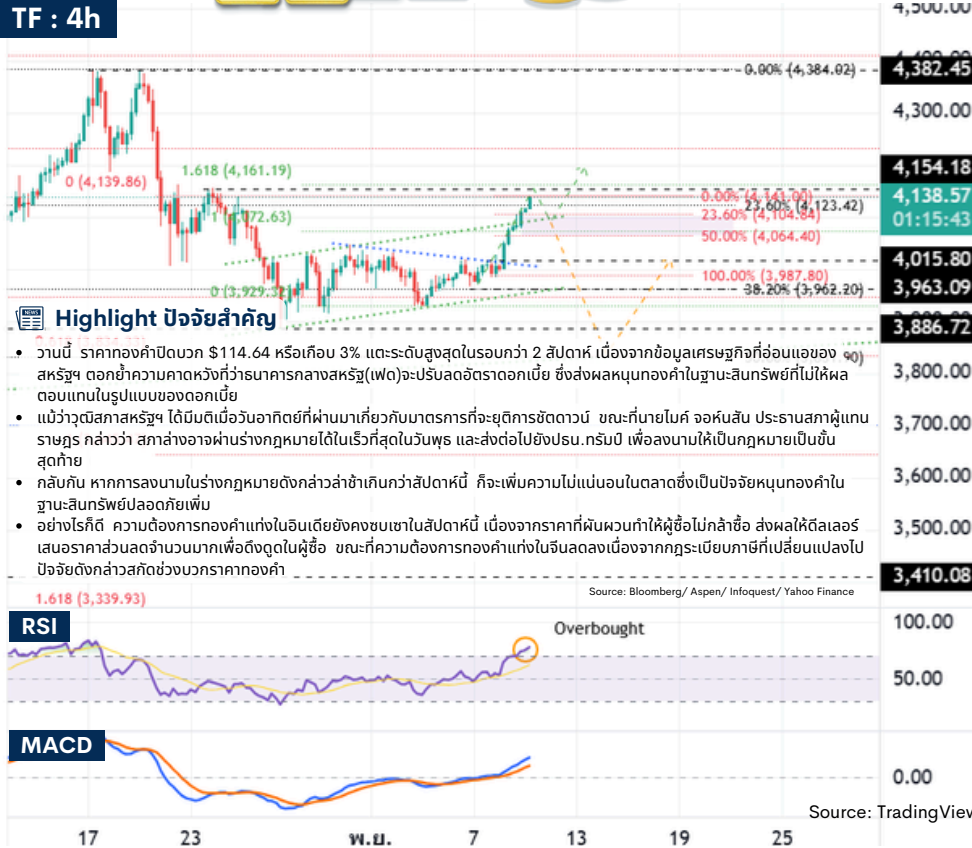 TF : 4h
4,500.00
4,400.00
0.00% (4,384.02)
4,382.45
4,300.00
1.618 (4,161.19)
0 (4,139.86)
4,154.18
0.00% (4,141.00)
4,138.57
23.60% (4,123.42)
01:15:43
23.60% (4,104.84)
50.00% (4,064.40)
4,015.80
100.00% (3,987.80)
38.20% (3,962.20)
3,963.09
3,886.72
NEWS
Highlight ปัจจัยสำคัญ
90)
วานนี้ ราคาทองคำปิดบวก $114.64 หรือเกือบ 3% แตะระดับสูงสุดในรอบกว่า 2 สัปดาห์ เนื่องจากข้อมูลเศรษฐกิจที่อ่อนแอของ
สหรัฐฯ ตอกย้ำความคาดหวังที่ว่าธนาคารกลางสหรัฐ(เฟด)จะปรับลดอัตราดอกเบี้ย ซึ่งส่งผลหนุนทองคำในฐานะสินทรัพย์ที่ไม่ให้ผล
ตอบแทนในรูปแบบของดอกเบี้ย
แม้ว่าวุฒิสภาสหรัฐฯ ได้มีมติเมื่อวันอาทิตย์ที่ผ่านมาเกี่ยวกับมาตรการที่จะยุติการชัตดาวน์ ขณะที่นายไมค์ จอห์นสัน ประธานสภาผู้แทน
ราษฎร กล่าวว่า สภาล่างอาจผ่านร่างกฎหมายได้ในเร็วที่สุดในวันพุธ และส่งต่อไปยังปธน.ทรัมป์ เพื่อลงนามให้เป็นกฎหมายเป็นขั้น
สุดท้าย
กลับกัน หากการลงนามในร่างกฎหมายดังกล่าวล่าช้าเกินกว่าสัปดาห์นี้ ก็จะเพิ่มความไม่แน่นอนในตลาดซึ่งเป็นปัจจัยหนุนทองคำใน
ฐานะสินทรัพย์ปลอดภัยเพิ่ม
อย่างไรก็ดี ความต้องการทองคำแท่งในอินเดียยังคงซบเซาในสัปดาห์นี้ เนื่องจากราคาที่ผันผวนทำให้ผู้ซื้อไม่กล้าซื้อ ส่งผลให้ดีลเลอร์
เสนอราคาส่วนลดจำนวนมากเพื่อดึงดูดในผู้ซื้อ ขณะที่ความต้องการทองคำแท่งในจีนลดลงเนื่องจากกฎระเบียบภาษีที่เปลี่ยนแปลงไป
ปัจจัยดังกล่าวสกัดช่วงบวกราคาทองคำ
3,800.00
3,700.00
3,600.00
3,500.00
3,410.08
Source: Bloomberg/ Aspen/ Infoquest/ Yahoo Finance
1.618 (3,339.93)
RSI
Overbought
100.00
50.00
MACD
0.00
Source: TradingView
17 23 พ.ย. 7 13 19 25